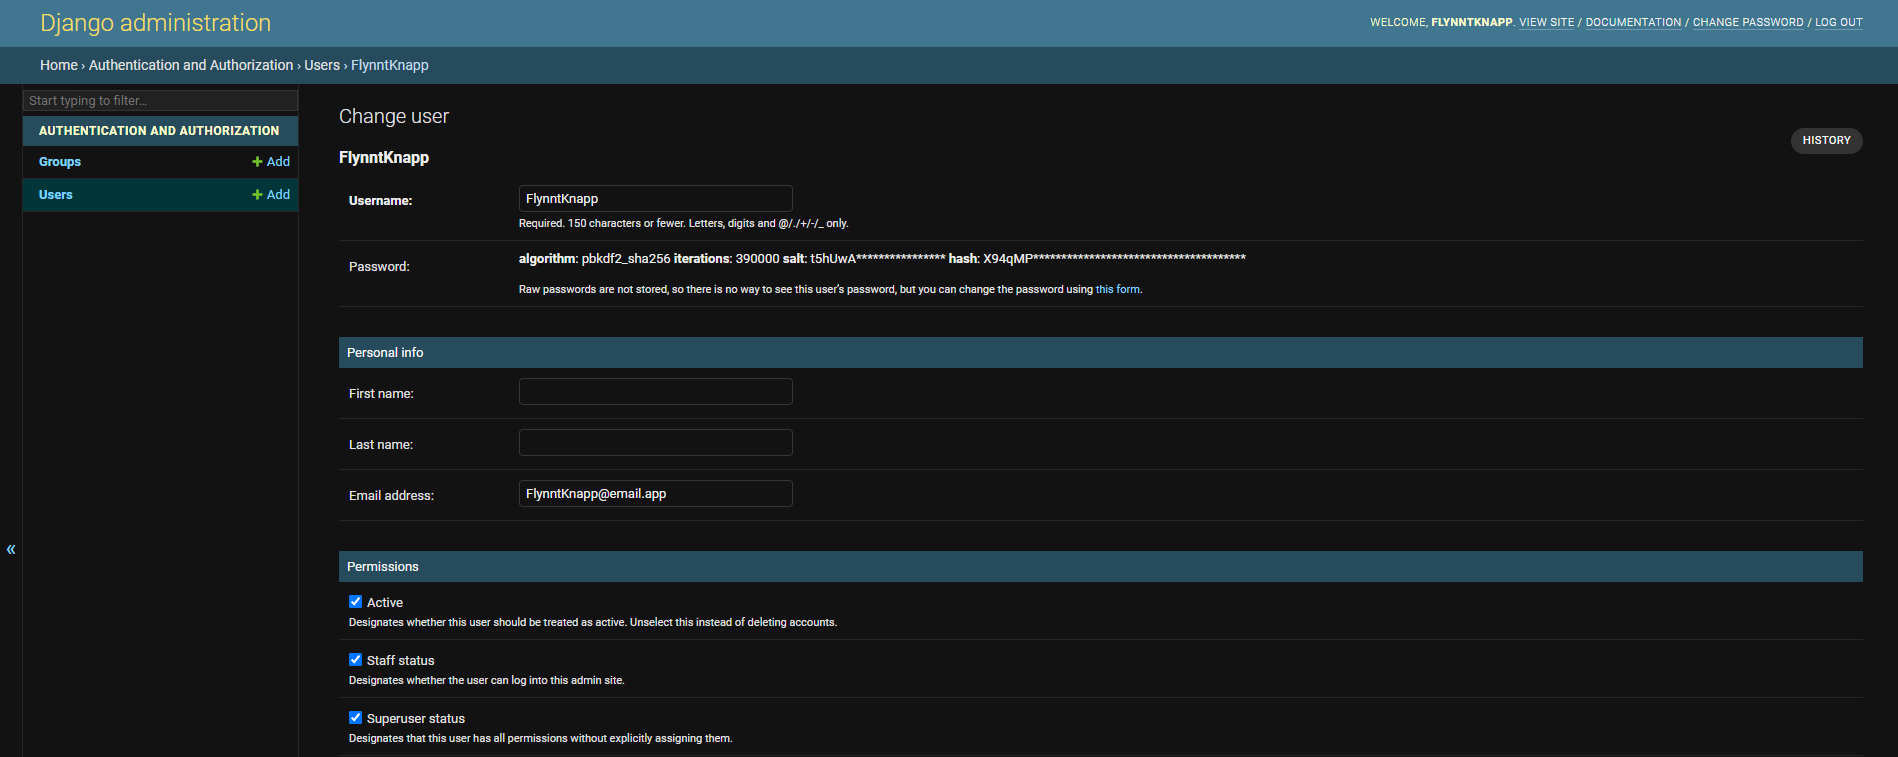 Django administration
WELCOME, FLYNNTKNAPP. VIEW SITE / DOCUMENTATION / CHANGE PASSWORD / LOG OUT
Home › Authentication and Authorization › Users › FlynntKnapp
Start typing to filter...
AUTHENTICATION AND AUTHORIZATION
Groups + Add
Users + Add
«
Change user
HISTORY
FlynntKnapp
Username: FlynntKnapp
Required. 150 characters or fewer. Letters, digits and @/./+/-/_ only.
Password: algorithm: pbkdf2_sha256 iterations: 390000 salt: t5hUwA**************** hash: X94qMP**************************************
Raw passwords are not stored, so there is no way to see this user's password, but you can change the password using this form.
Personal info
First name:
Last name:
Email address: FlynntKnapp@email.app
Permissions
Active
Designates whether this user should be treated as active. Unselect this instead of deleting accounts.
Staff status
Designates whether the user can log into this admin site.
Superuser status
Designates that this user has all permissions without explicitly assigning them.